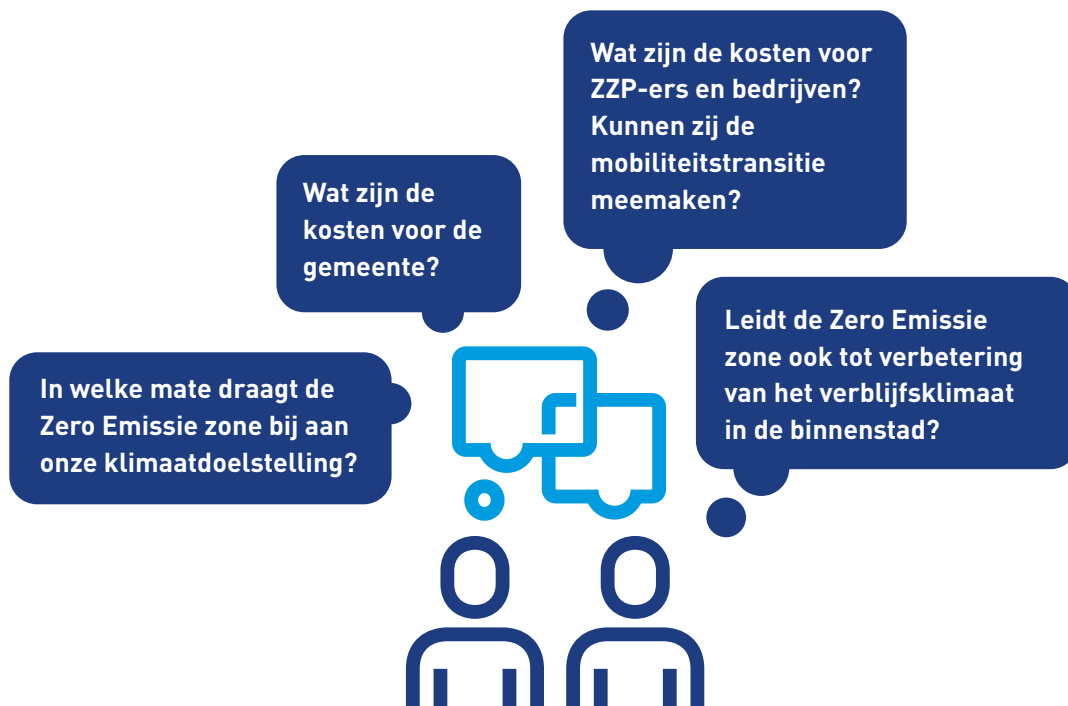 Wat zijn de kosten voor
ZZP-ers en bedrijven?
Kunnen zij de
mobiliteitstransitie
meemaken?
Wat zijn de
kosten voor de
gemeente?
Leidt de Zero Emissie
zone ook tot verbetering
van het verblijfsklimaat
in de binnenstad?
In welke mate draagt de
Zero Emissie zone bij aan
onze klimaatdoelstelling?